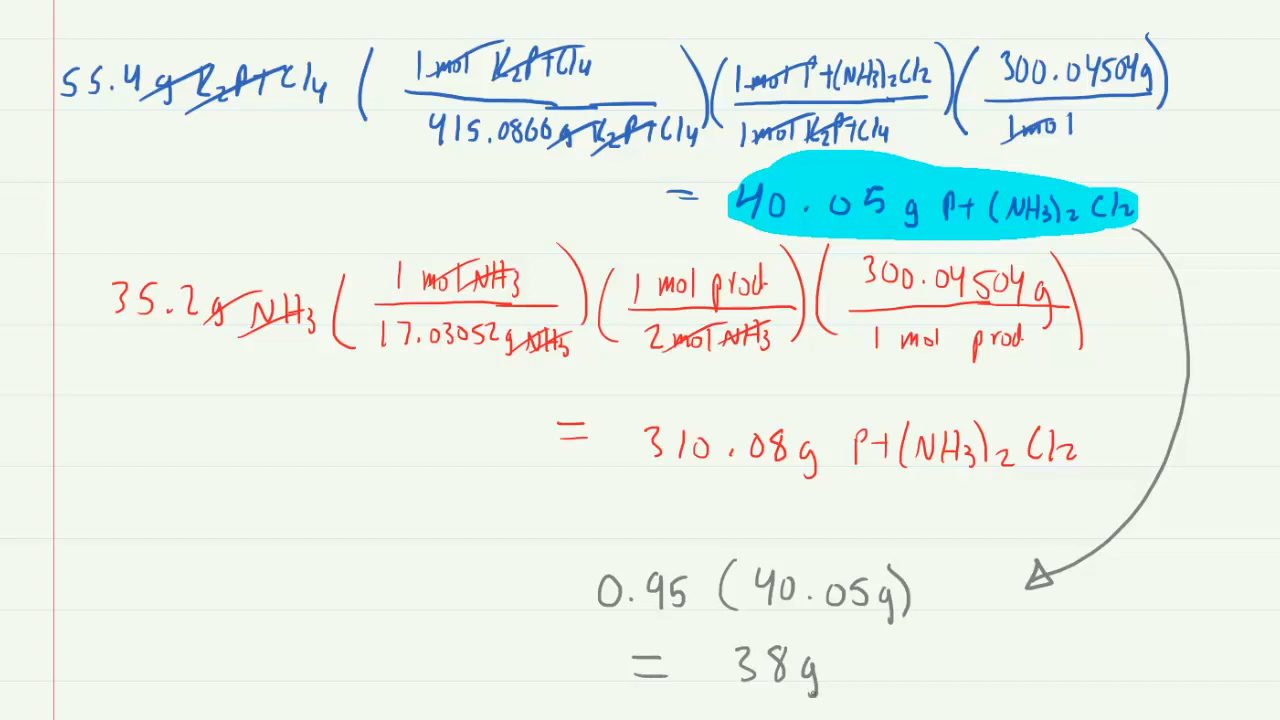 55.4 g K₂PtCl₄ ( 1 mol K₂PtCl₄ / 415.0866 g K₂PtCl₄ ) ( 1 mol Pt(NH₃)₂Cl₂ / 1 mol K₂PtCl₄ ) ( 300.04504 g / 1 mol )
= 40.05 g Pt(NH₃)₂Cl₂
35.2 g NH₃ ( 1 mol NH₃ / 17.03052 g NH₃ ) ( 1 mol prod / 2 mol NH₃ ) ( 300.04504 g / 1 mol prod )
= 310.08 g Pt(NH₃)₂Cl₂
0.95 (40.05 g)
= 38 g